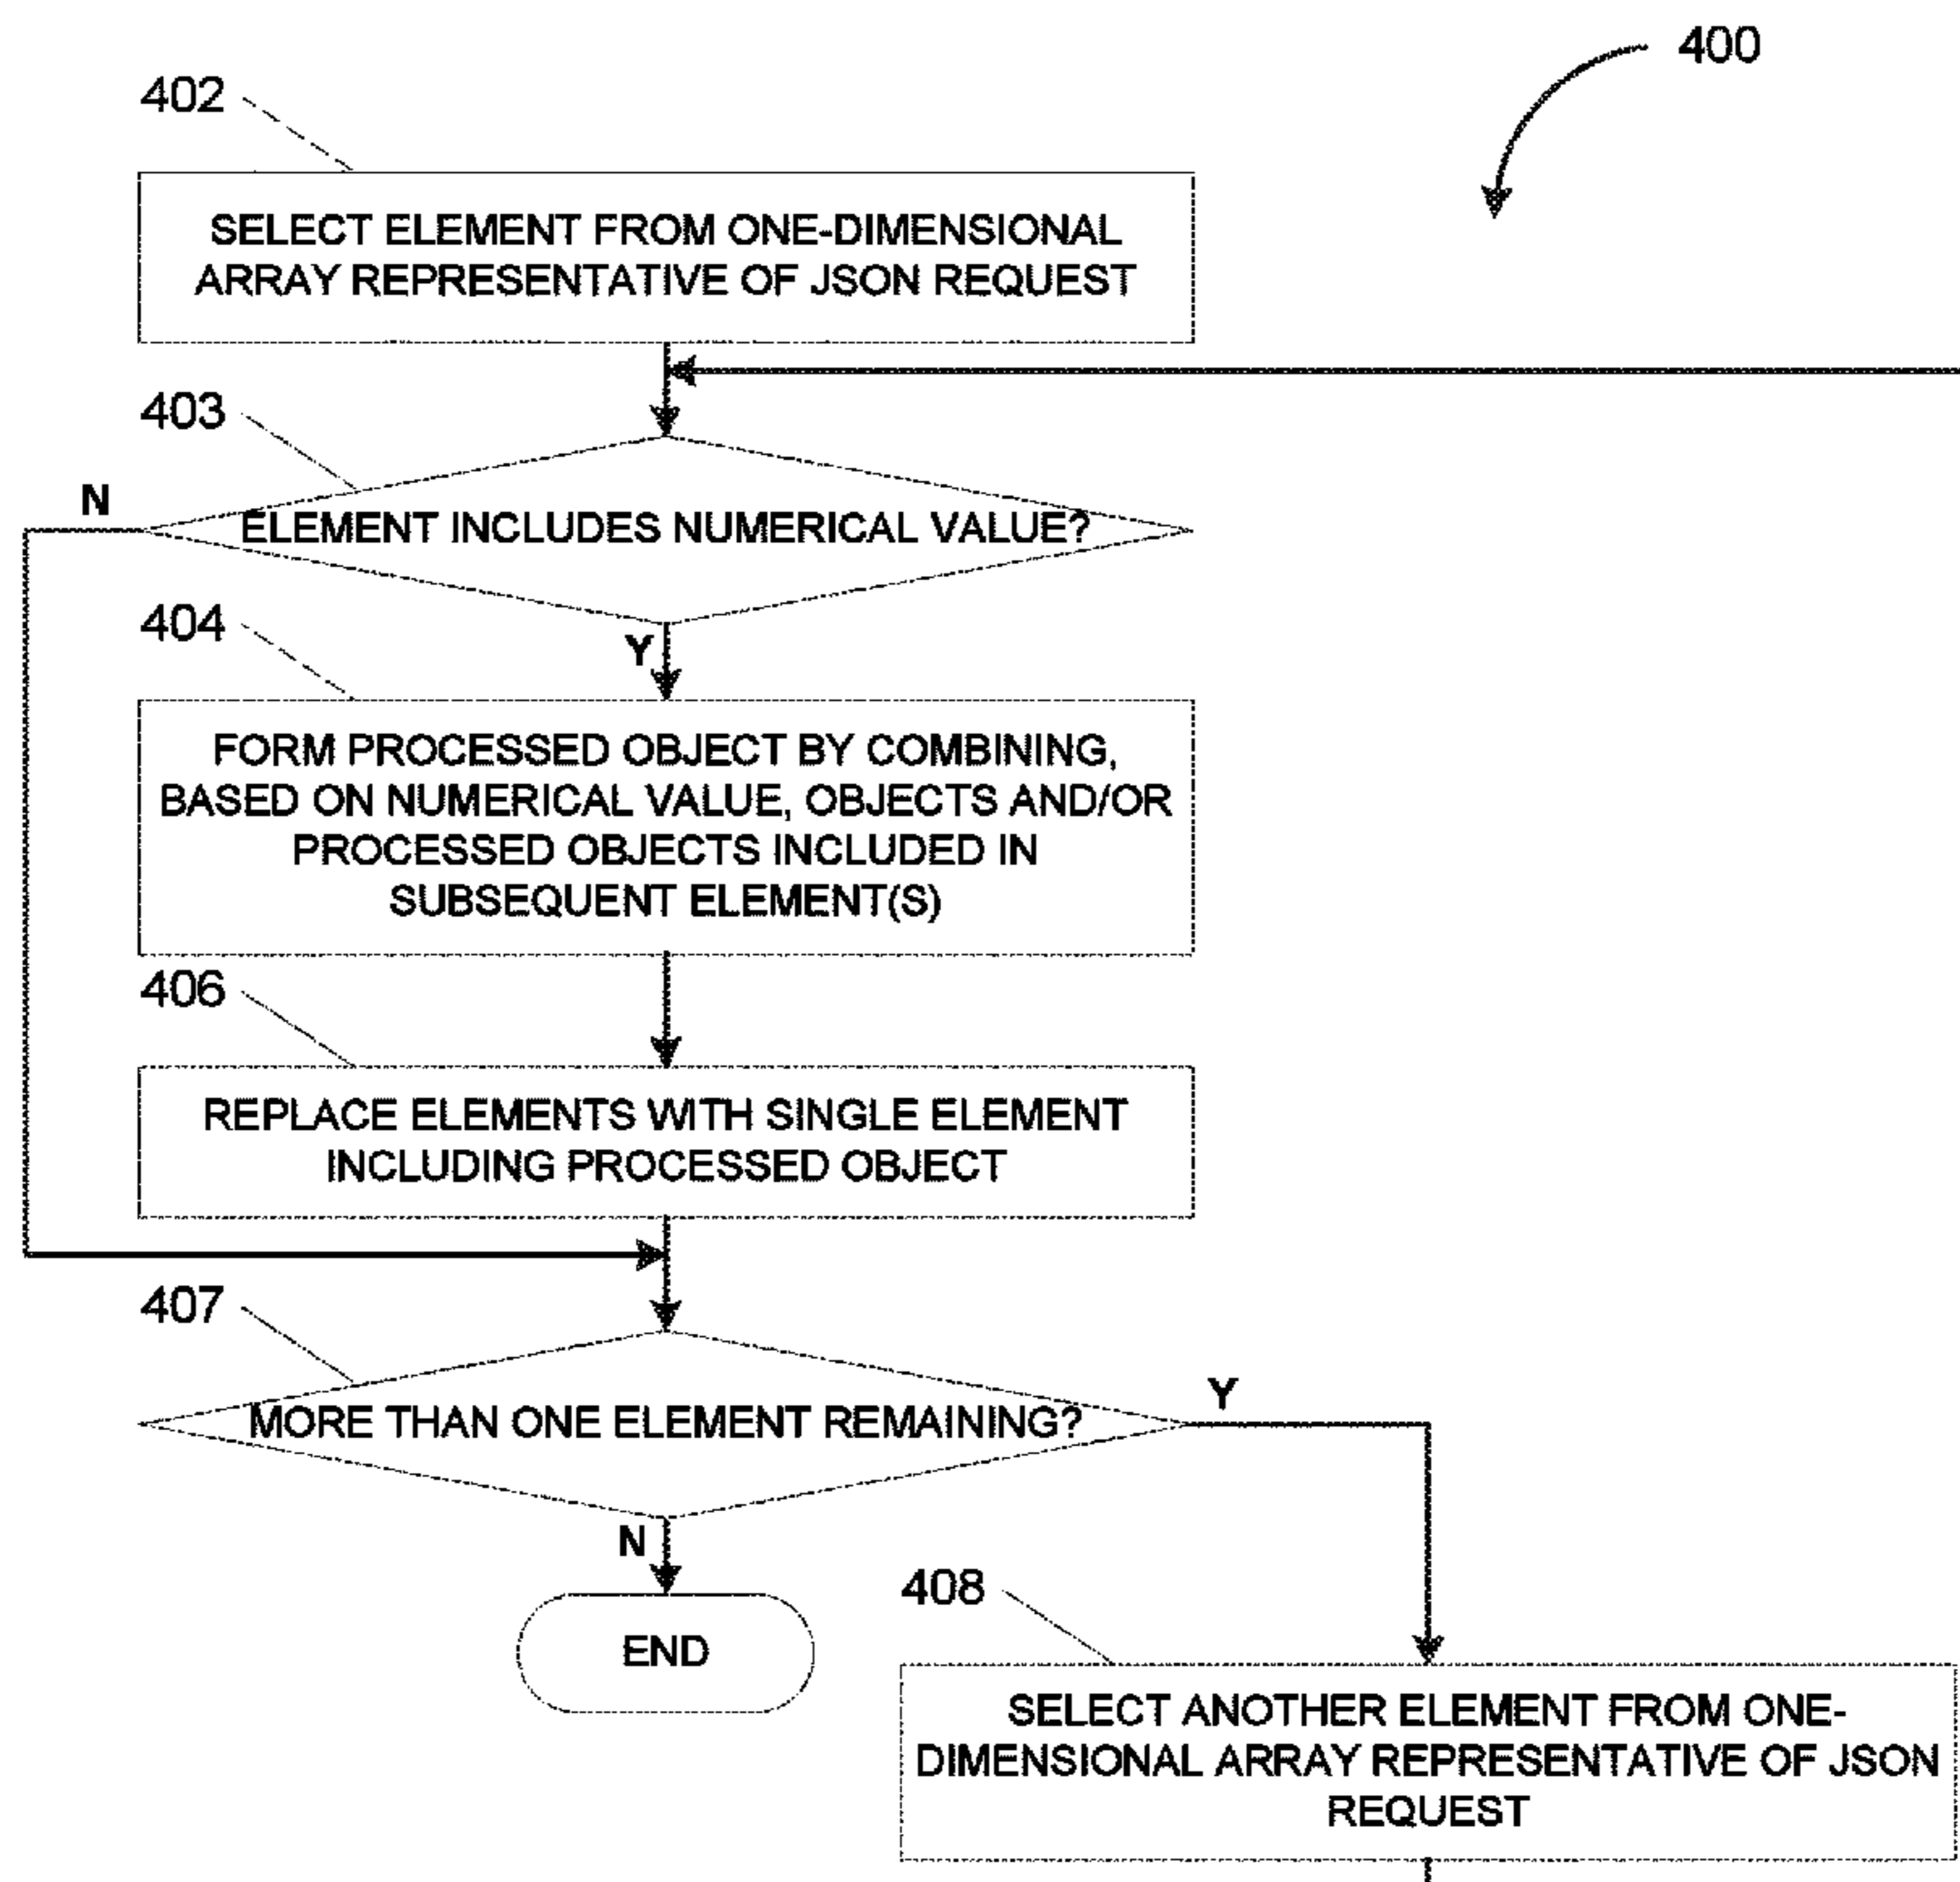 400
402
SELECT ELEMENT FROM ONE-DIMENSIONAL
ARRAY REPRESENTATIVE OF JSON REQUEST
403
N
ELEMENT INCLUDES NUMERICAL VALUE?
404
Y
FORM PROCESSED OBJECT BY COMBINING,
BASED ON NUMERICAL VALUE, OBJECTS AND/OR
PROCESSED OBJECTS INCLUDED IN
SUBSEQUENT ELEMENT(S)
406
REPLACE ELEMENTS WITH SINGLE ELEMENT
INCLUDING PROCESSED OBJECT
407
Y
MORE THAN ONE ELEMENT REMAINING?
N
408
END
SELECT ANOTHER ELEMENT FROM ONE-
DIMENSIONAL ARRAY REPRESENTATIVE OF JSON
REQUEST